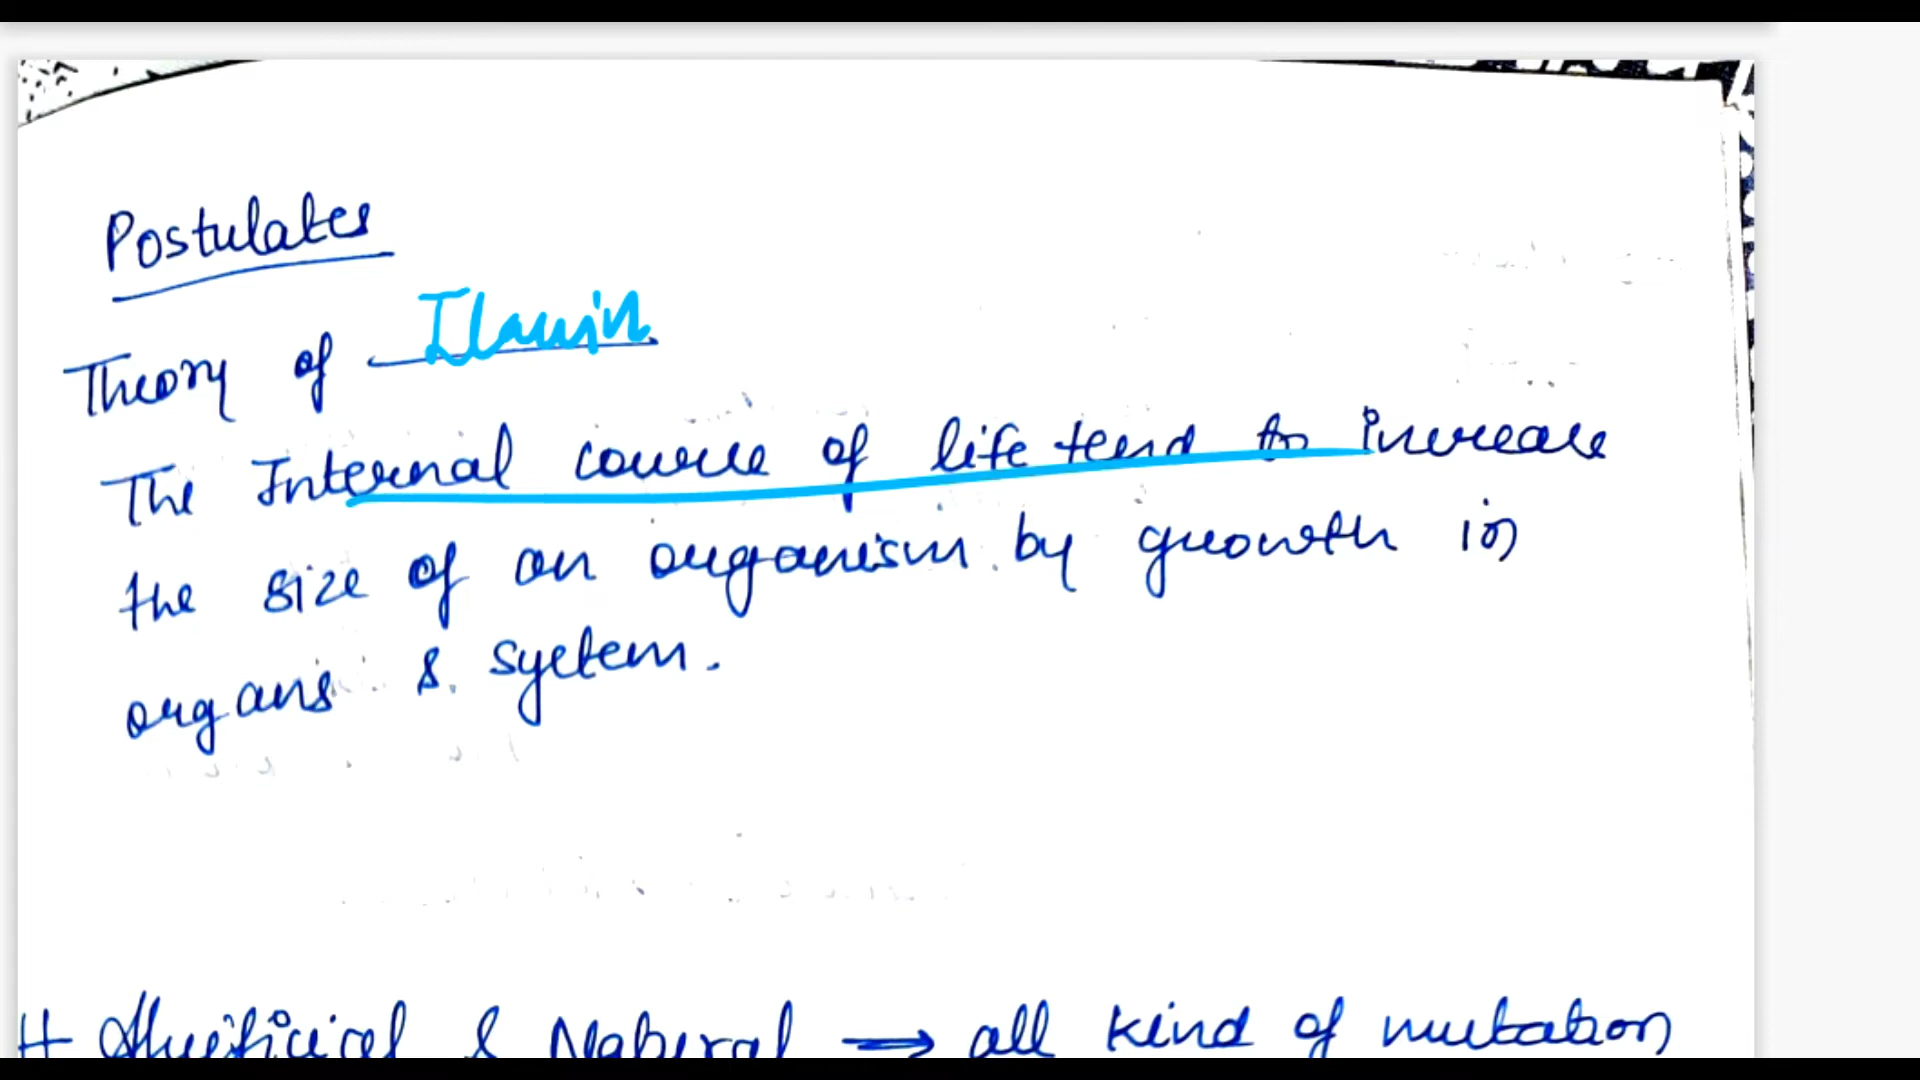 Postulates
Theory of
The Internal course of life tend to increase
the size of an organism by growth in
organs & system.
# Artificial & Natural → all kind of mutation